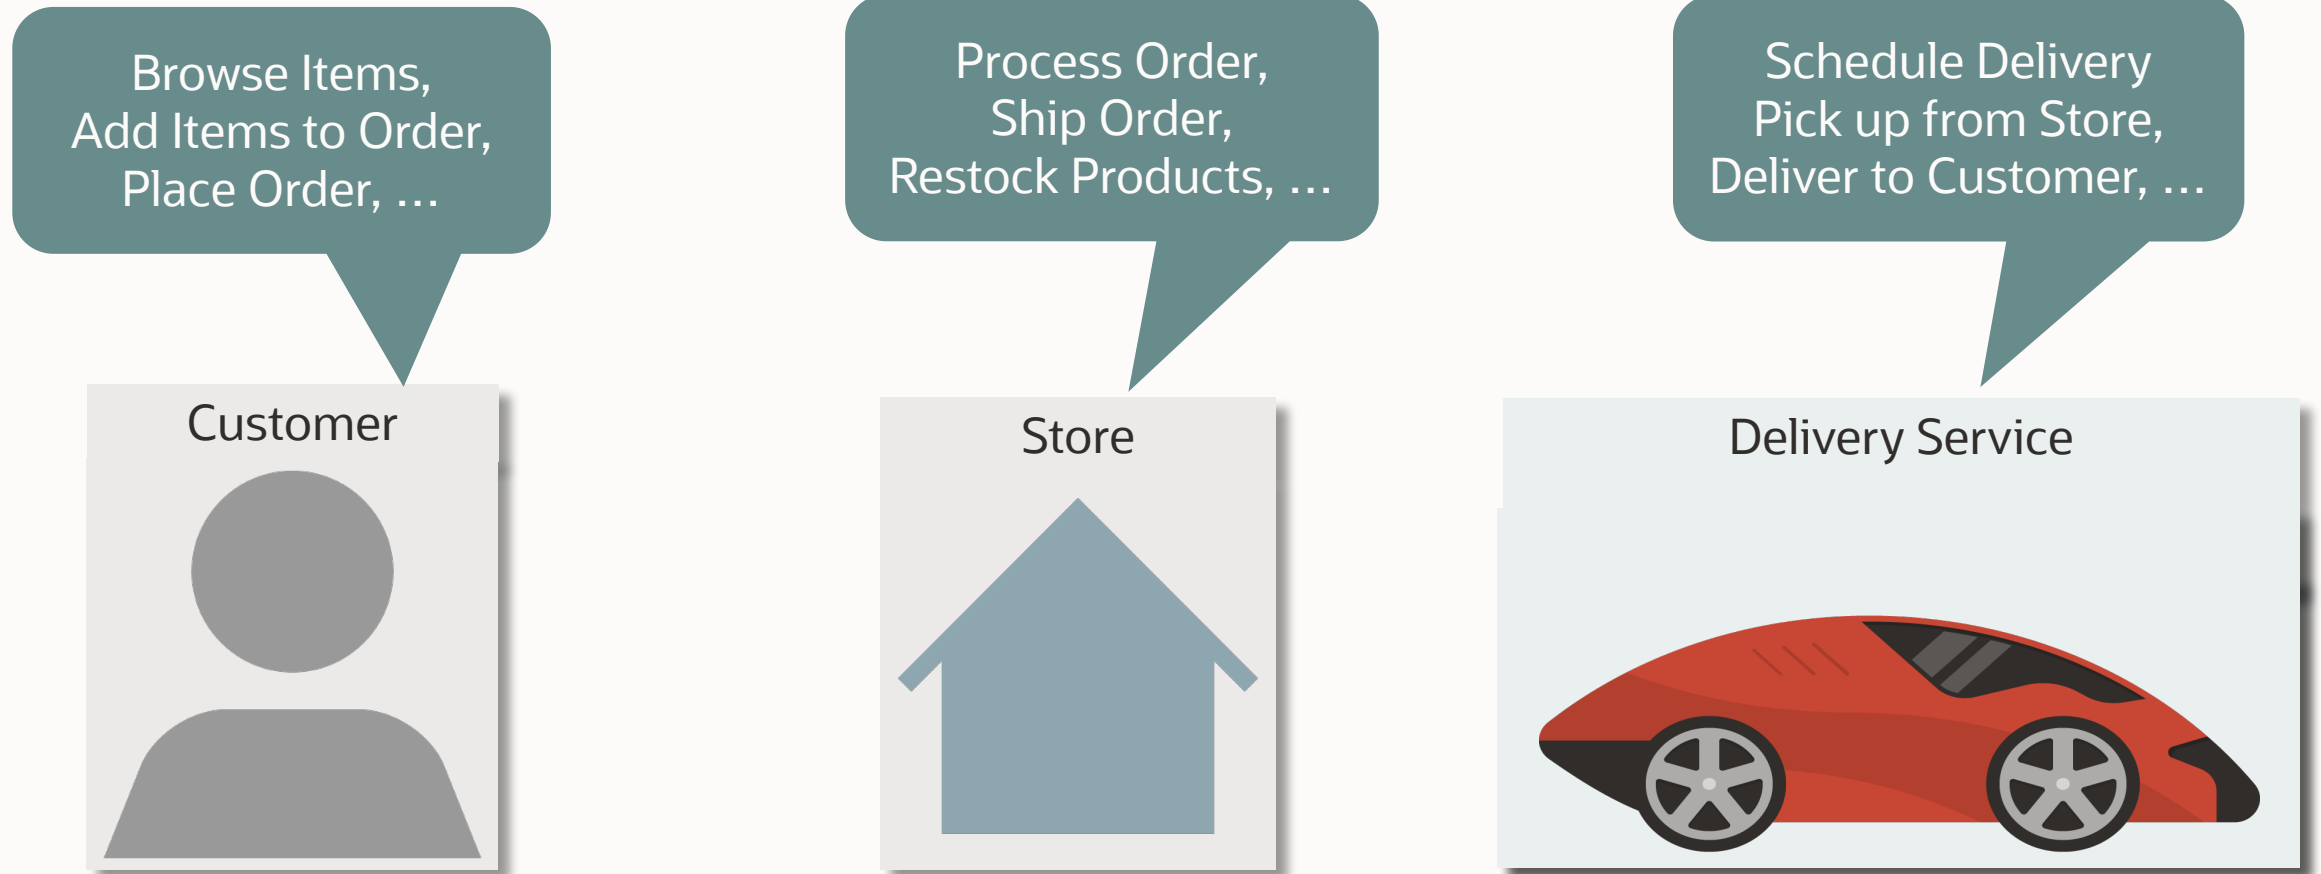 Browse Items,
Add Items to Order,
Place Order, ...
Process Order,
Ship Order,
Restock Products, ...
Schedule Delivery
Pick up from Store,
Deliver to Customer, ...
Customer
Store
Delivery Service